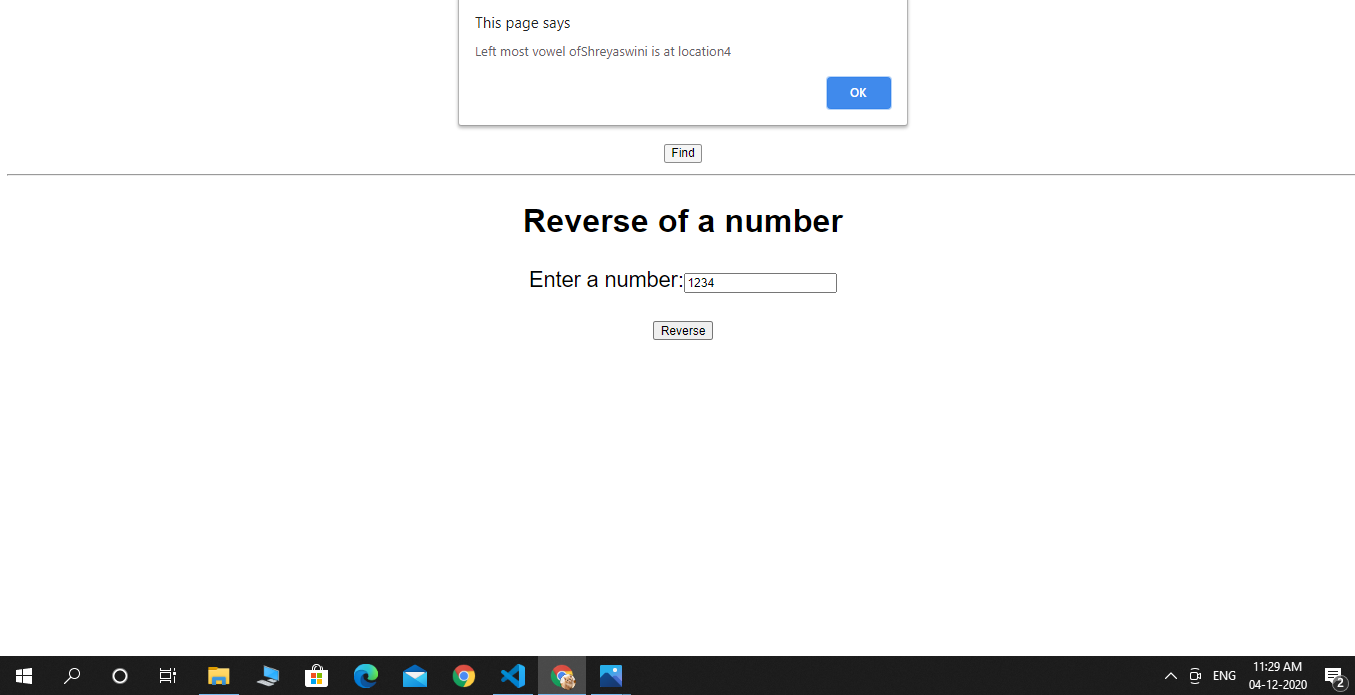 This page says
Left most vowel ofShreyaswini is at location4
OK
Find
Reverse of a number
Enter a number:
1234
Reverse
ENG
11:29 AM
04-12-2020
2